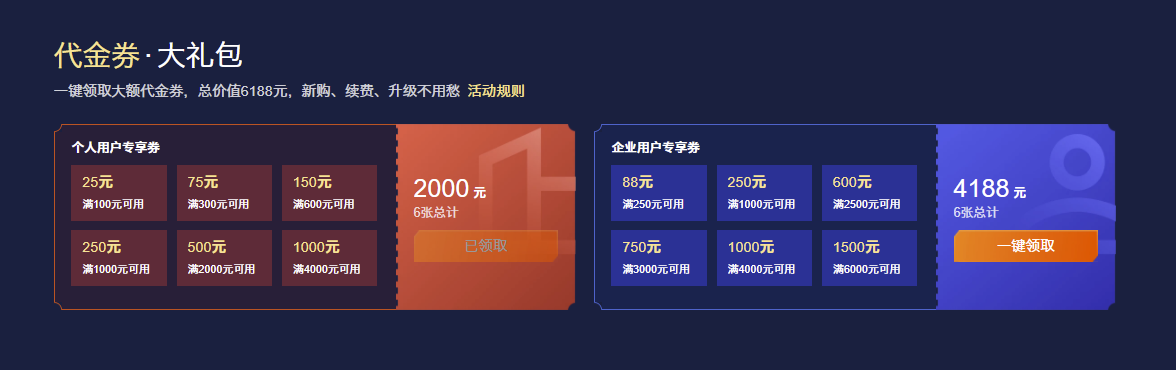 代金券·大礼包
一键领取大额代金券，总价值6188元，新购、续费、升级不用愁 活动规则
个人用户专享券
25元 75元 150元
满100元可用 满300元可用 满600元可用
250元 500元 1000元
满1000元可用 满2000元可用 满4000元可用
2000 元
6张总计
已领取
企业用户专享券
88元 250元 600元
满250元可用 满1000元可用 满2500元可用
750元 1000元 1500元
满3000元可用 满4000元可用 满6000元可用
4188 元
6张总计
一键领取